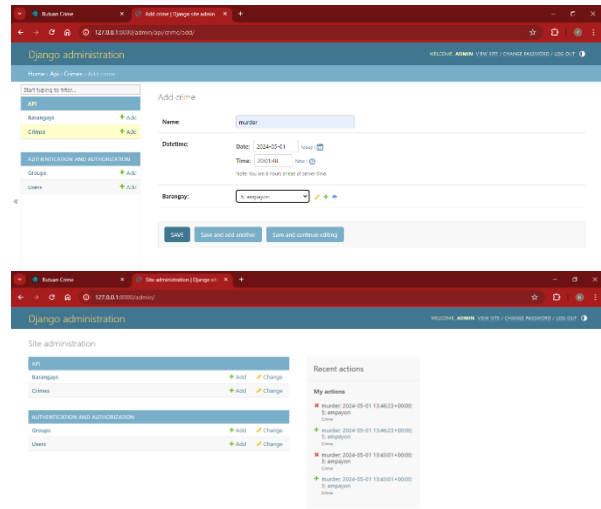 Butuan Crime
Add crime | Django site admin
127.0.0.1:8000/admin/api/crime/add/
Django administration
WELCOME, ADMIN VIEW SITE / CHANGE PASSWORD / LOG OUT
Home › Api › Crimes › Add crime
Start typing to filter...
API
Barangays + Add
Crimes + Add
AUTHENTICATION AND AUTHORIZATION
Groups + Add
Users + Add
«
Add crime
Name: murder
Datetime:
Date: 2024-05-01 Today |
Time: 20:01:48 Now |
Note: You are 8 hours ahead of server time.
Barangay: 5: ampayon
SAVE Save and add another Save and continue editing
Butuan Crime
Site administration | Django sit
127.0.0.1:8000/admin/
Django administration
WELCOME, ADMIN VIEW SITE / CHANGE PASSWORD / LOG OUT
Site administration
API
Barangays + Add Change
Crimes + Add Change
AUTHENTICATION AND AUTHORIZATION
Groups + Add Change
Users + Add Change
Recent actions
My actions
murder: 2024-05-01 13:46:23+00:00:
5: ampayon
Crime
murder: 2024-05-01 13:46:23+00:00:
5: ampayon
Crime
murder: 2024-05-01 13:43:01+00:00:
5: ampayon
Crime
murder: 2024-05-01 13:43:01+00:00:
5: ampayon
Crime